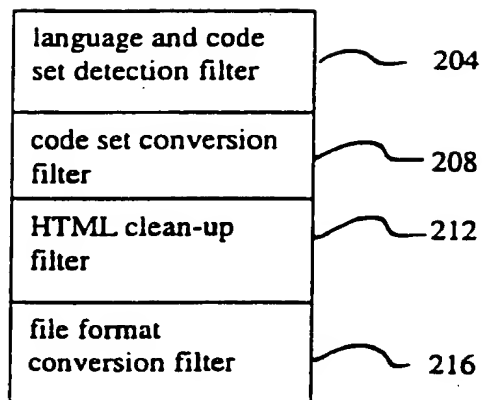 language and code
set detection filter
204
code set conversion
filter
208
HTML clean-up
filter
212
file format
conversion filter
216